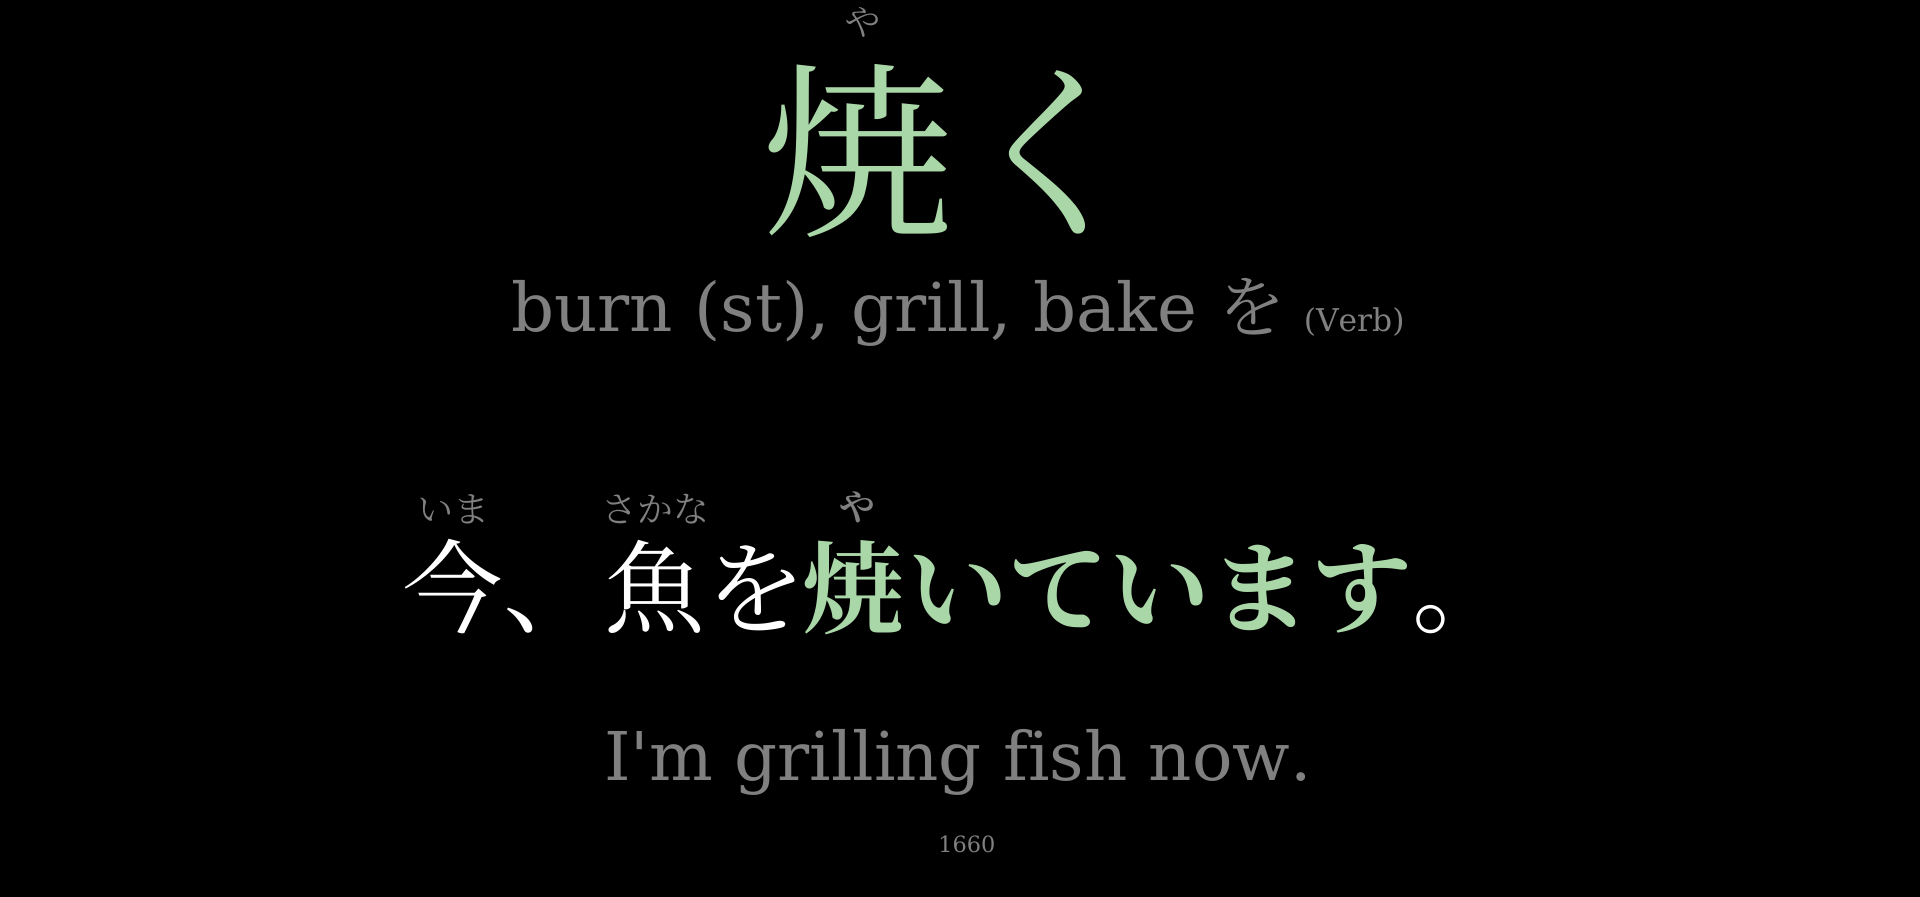 や
焼く
burn (st), grill, bake を (Verb)
いま さかな や
今、魚を焼いています。
I'm grilling fish now.
1660